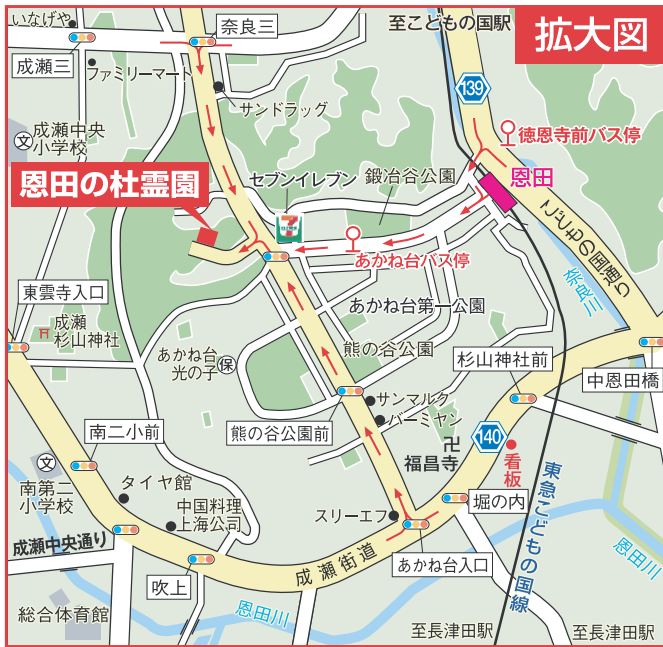 いなげや
奈良三
至こどもの国駅
拡大図
成瀬三
ファミリーマート
139
サンドラッグ
文
成瀬中央
小学校
徳恩寺前バス停
恩田の杜霊園
セブンイレブン
鍛冶谷公園
恩田
7
こどもの国通り
あかね台バス停
奈良川
東雲寺入口
あかね台第一公園
成瀬
杉山神社
熊の谷公園
あかね台
光の子
保
杉山神社前
中恩田橋
サンマルク
バーミヤン
熊の谷公園前
南二小前
140
看板
卍
福昌寺
文
南第二
小学校
タイヤ館
堀の内
東急こどもの国線
中国料理
上海公司
スリーエフ
成瀬中央通り
恩田川
吹上
成瀬街道
あかね台入口
総合体育館
恩田川
至長津田駅
至長津田駅